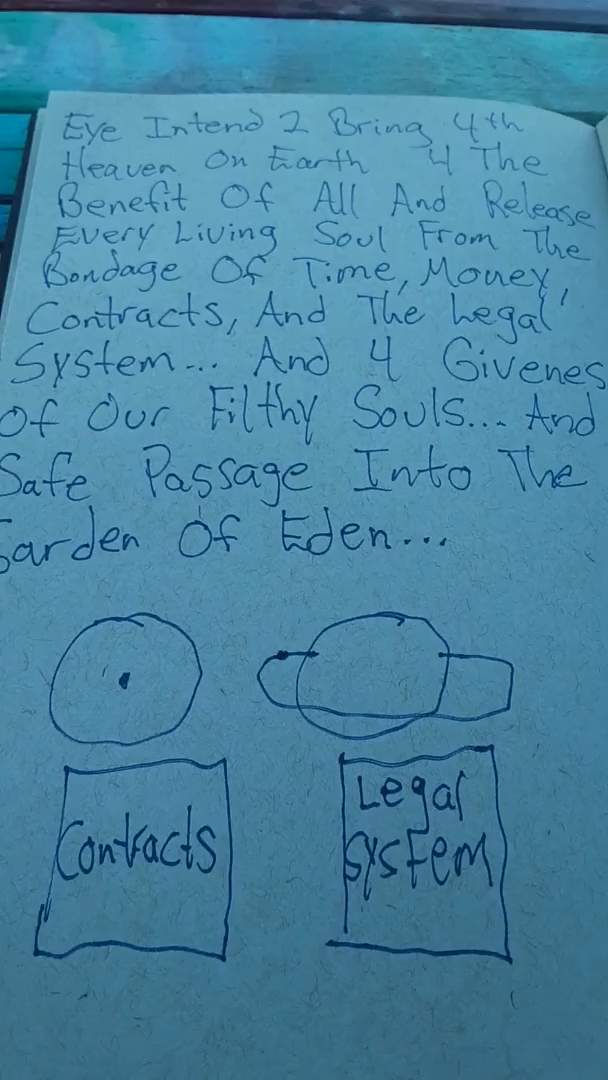 Eye Intend 2 Bring 4th
Heaven On Earth 4 The
Benefit Of All And Release
Every Living Soul From The
Bondage Of Time, Money,
Contracts, And The Legal
System... And 4 Givenes
Of Our Filthy Souls... And
Safe Passage Into The
Garden Of Eden...
Contracts
Legal
System